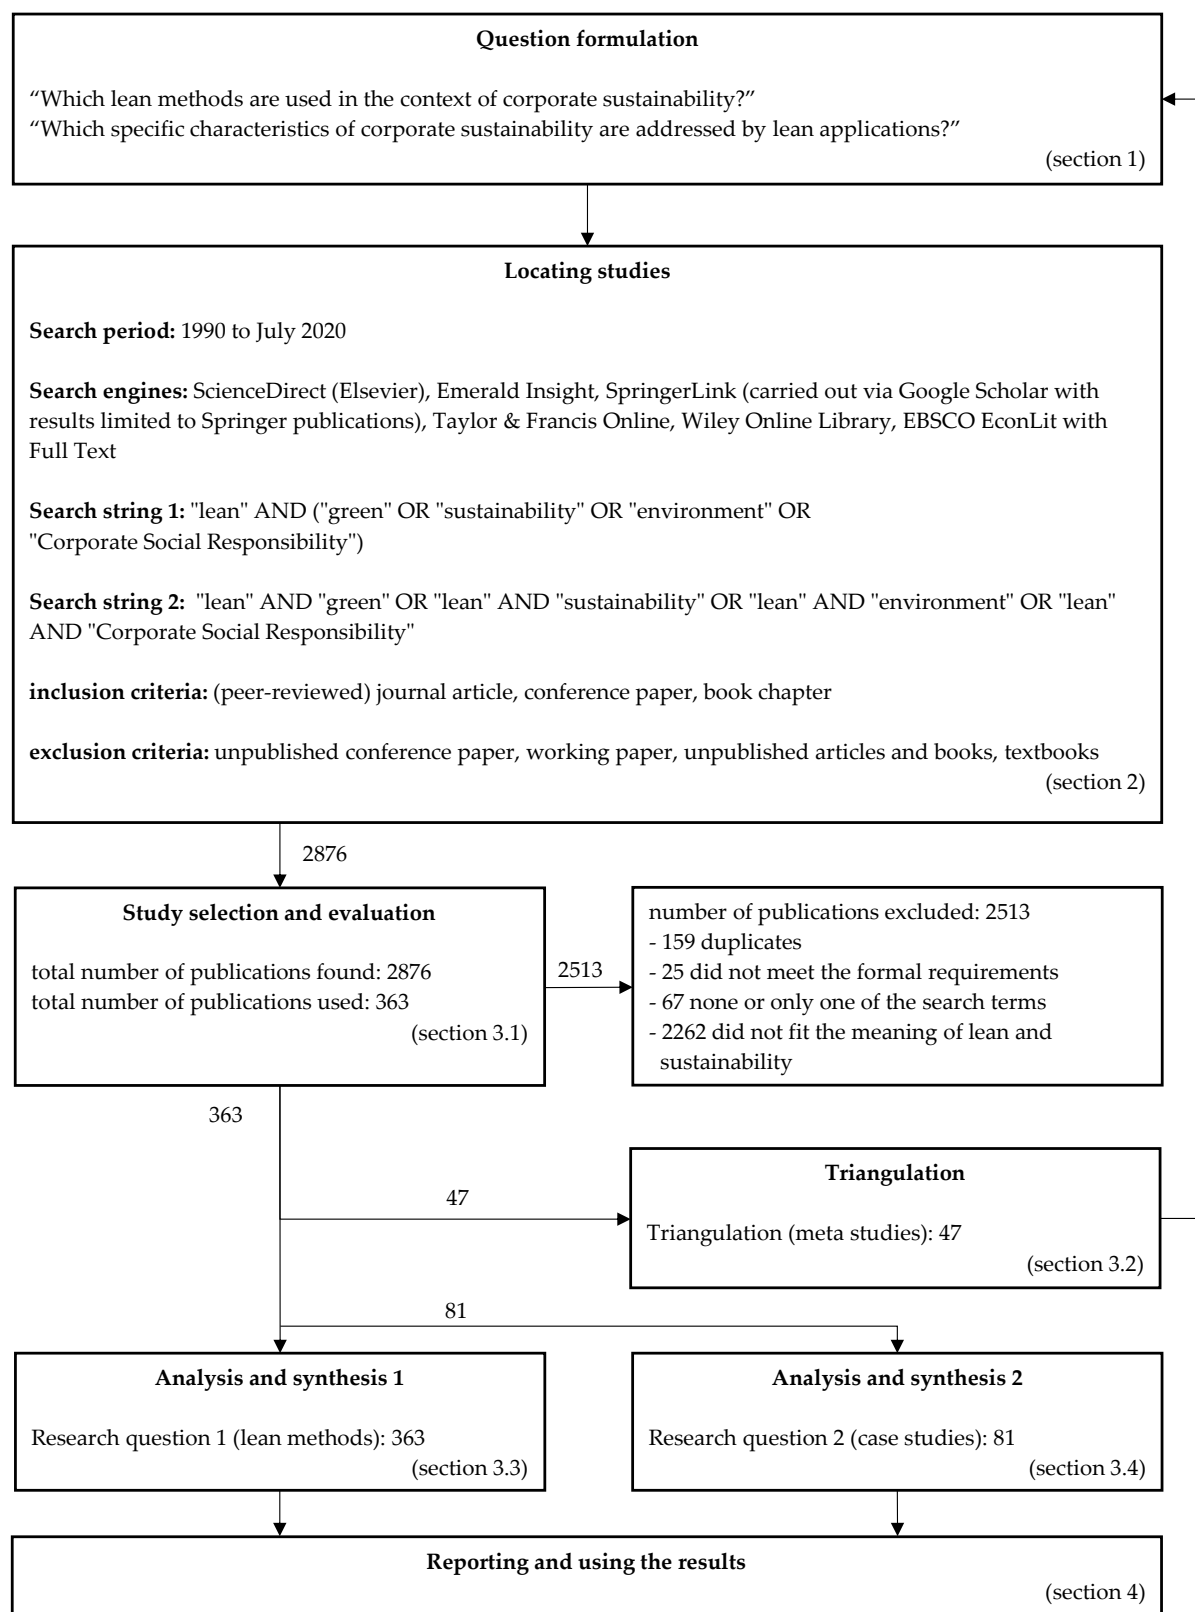 Question formulation
“Which lean methods are used in the context of corporate sustainability?”
“Which specific characteristics of corporate sustainability are addressed by lean applications?”
(section 1)
Locating studies
Search period: 1990 to July 2020
Search engines: ScienceDirect (Elsevier), Emerald Insight, SpringerLink (carried out via Google Scholar with
results limited to Springer publications), Taylor & Francis Online, Wiley Online Library, EBSCO EconLit with
Full Text
Search string 1: "lean" AND ("green" OR "sustainability" OR "environment" OR
"Corporate Social Responsibility")
Search string 2: "lean" AND "green" OR "lean" AND "sustainability" OR "lean" AND "environment" OR "lean"
AND "Corporate Social Responsibility"
inclusion criteria: (peer-reviewed) journal article, conference paper, book chapter
exclusion criteria: unpublished conference paper, working paper, unpublished articles and books, textbooks
(section 2)
2876
Study selection and evaluation
total number of publications found: 2876
total number of publications used: 363
(section 3.1)
2513
number of publications excluded: 2513
- 159 duplicates
- 25 did not meet the formal requirements
- 67 none or only one of the search terms
- 2262 did not fit the meaning of lean and
sustainability
363
47
Triangulation
Triangulation (meta studies): 47
(section 3.2)
81
Analysis and synthesis 1
Research question 1 (lean methods): 363
(section 3.3)
Analysis and synthesis 2
Research question 2 (case studies): 81
(section 3.4)
Reporting and using the results
(section 4)